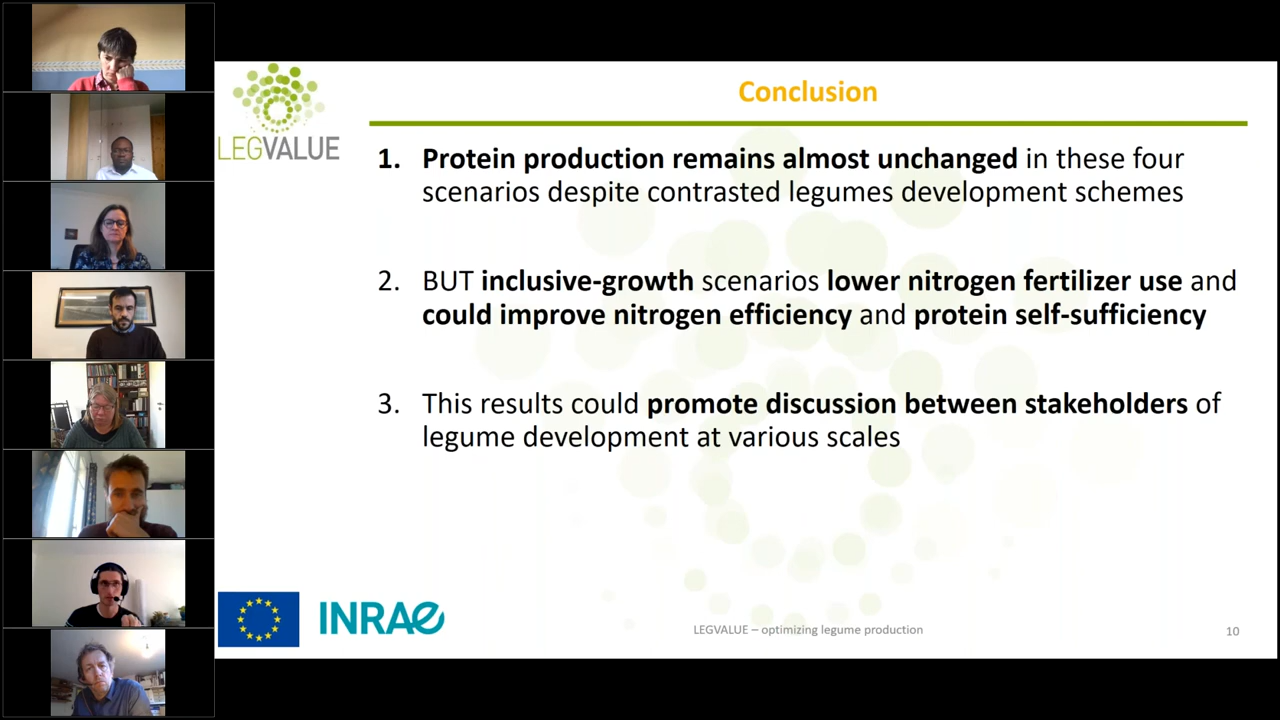 LEGVALUE
Conclusion
1. Protein production remains almost unchanged in these four
scenarios despite contrasted legumes development schemes
2. BUT inclusive-growth scenarios lower nitrogen fertilizer use and
could improve nitrogen efficiency and protein self-sufficiency
3. This results could promote discussion between stakeholders of
legume development at various scales
INRAE
LEGVALUE – optimizing legume production
10